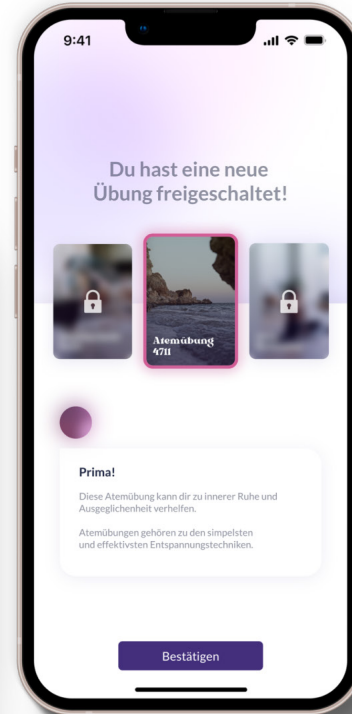 9:41
Du hast eine neue
Übung freigeschaltet!
Atemübung
4711
Prima!
Diese Atemübung kann dir zu innerer Ruhe und
Ausgeglichenheit verhelfen.
Atemübungen gehören zu den simpelsten
und effektivsten Entspannungstechniken.
Bestätigen